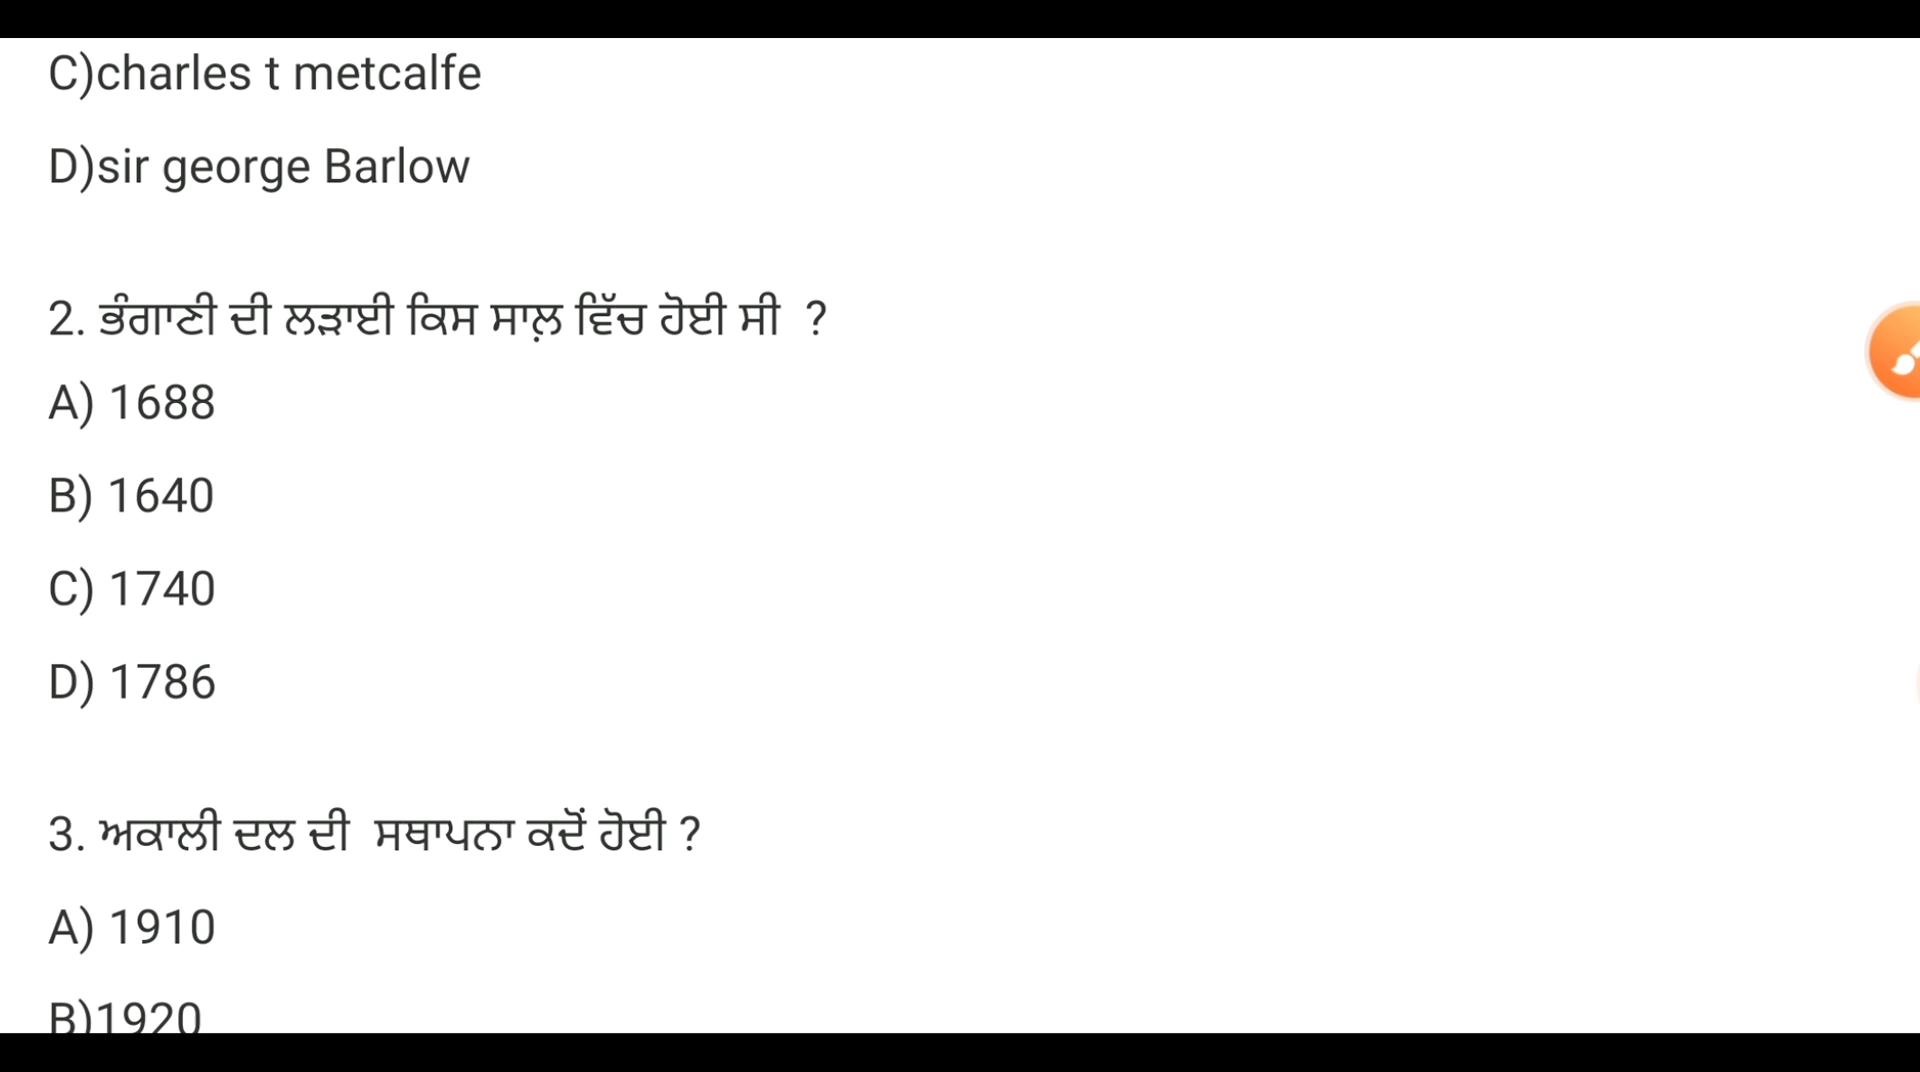 C)charles t metcalfe
D)sir george Barlow
2. ਭੰਗਾਣੀ ਦੀ ਲੜਾਈ ਕਿਸ ਸਾਲ਼ ਵਿੱਚ ਹੋਈ ਸੀ ?
A) 1688
B) 1640
C) 1740
D) 1786
3. ਅਕਾਲੀ ਦਲ ਦੀ ਸਥਾਪਨਾ ਕਦੋਂ ਹੋਈ ?
A) 1910
B)1920